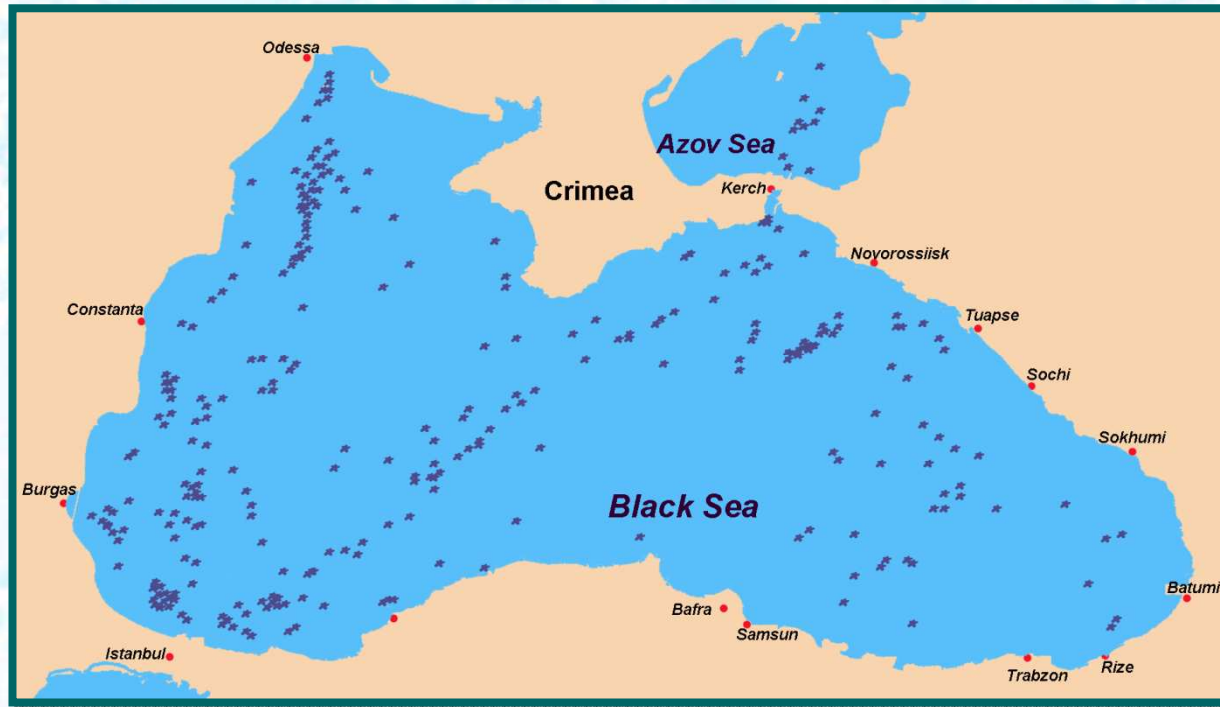 Odessa
Azov Sea
Crimea
Kerch
Novorossiisk
Constanta
Tuapse
Sochi
Sokhumi
Burgas
Black Sea
Batumi
Bafra
Samsun
Istanbul
Trabzon
Rize